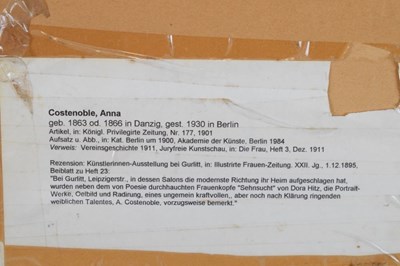 Costenoble, Anna
geb. 1863 od. 1866 in Danzig, gest. 1930 in Berlin
Artikel, in: Königl. Privilegirte Zeitung, Nr. 177, 1901
Aufsatz u. Abb., in: Kat. Berlin um 1900, Akademie der Künste, Berlin 1984
Verweis: Vereinsgeschichte 1911, Juryfreie Kunstschau, in: Die Frau, Heft 3, Dez. 1911
Rezension: Künstlerinnen-Ausstellung bei Gurlitt, in: Illustrirte Frauen-Zeitung. XXII. Jg., 1.12.1895,
Beiblatt zu Heft 23:
"Bei Gurlitt, Leipzigerstr., in dessen Salons die modernste Richtung ihr Heim aufgeschlagen hat,
wurden neben dem von Poesie durchhauchten Frauenkopfe "Sehnsucht" von Dora Hitz, die Portrait-
Werke, Oelbild und Radirung, eines ungemein kraftvollen, aber noch nach Klärung ringenden
weiblichen Talentes, A. Costenoble, vorzugsweise bemerkt."